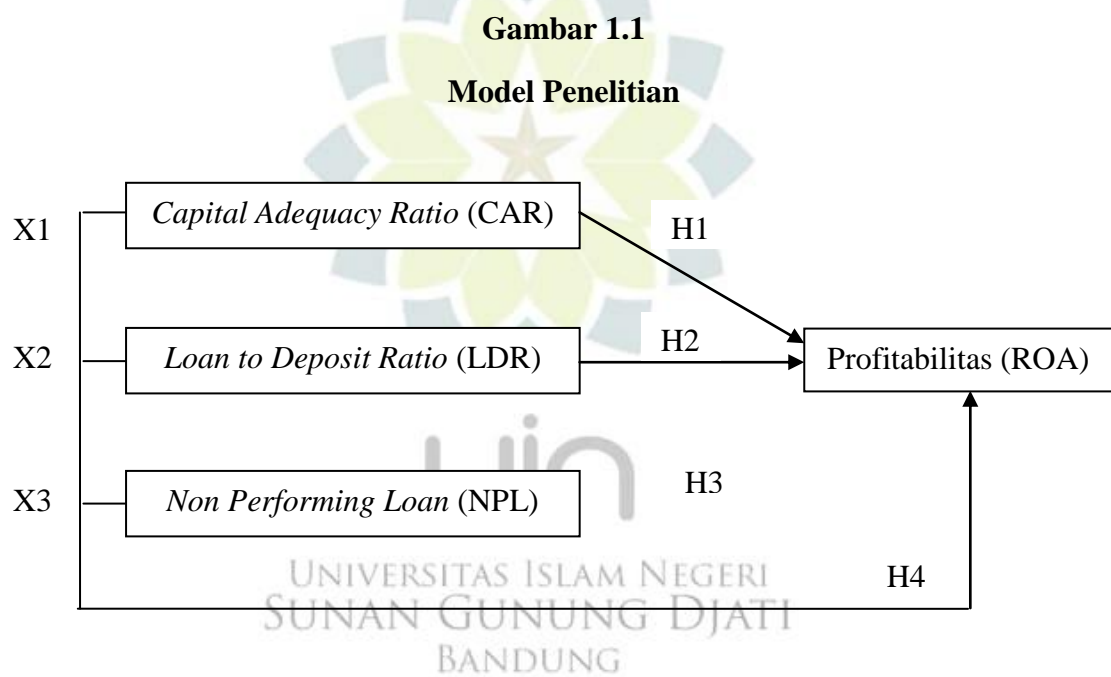 Gambar 1.1
Model Penelitian
X1
Capital Adequacy Ratio (CAR)
H1
X2
Loan to Deposit Ratio (LDR)
H2
Profitabilitas (ROA)
X3
Non Performing Loan (NPL)
H3
uin
H4
UNIVERSITAS ISLAM NEGERI
SUNAN GUNUNG DJATI
BANDUNG